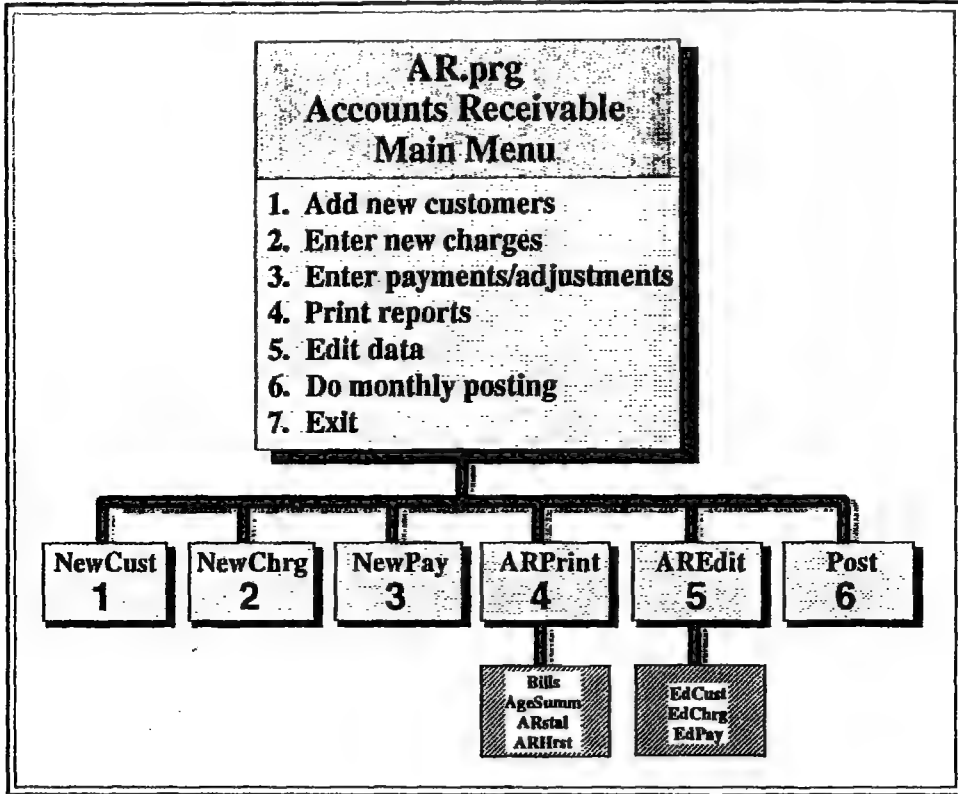 AR.prg
Accounts Receivable
Main Menu
1. Add new customers
2. Enter new charges
3. Enter payments/adjustments
4. Print reports
5. Edit data
6. Do monthly posting
7. Exit
NewCust NewChrg NewPay ARPrint AREdit Post
1 2 3 4 5 6
Bills
AgeSumm
ARstal
ARHrst
EdCust
EdChrg
EdPay